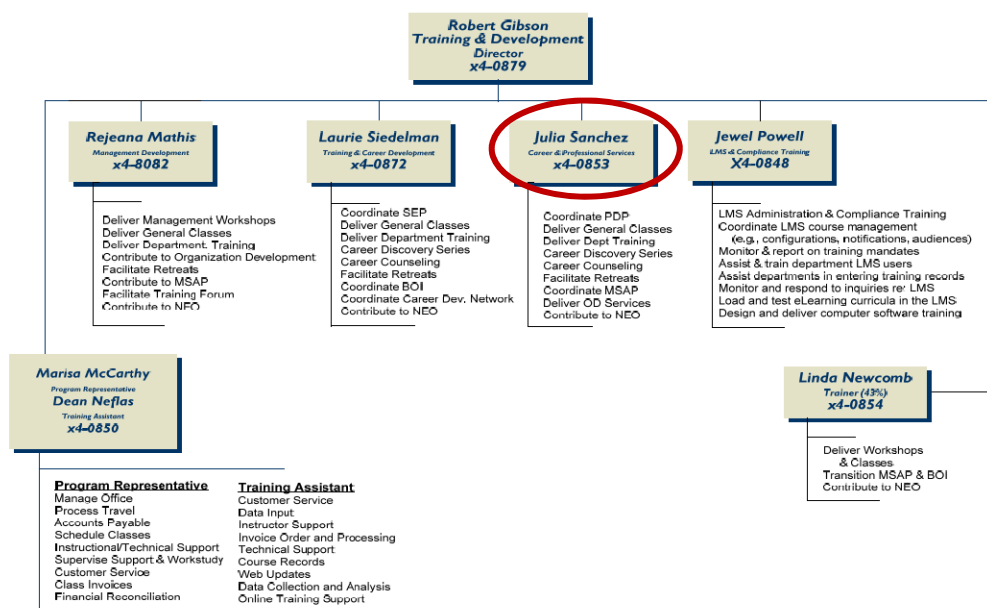 Robert Gibson
Training & Development
Director
x4-0879
Rejeana Mathis
Management Development
x4-8082
Deliver Management Workshops
Deliver General Classes
Deliver Department. Training
Contribute to Organization Development
Facilitate Retreats
Contribute to MSAP
Facilitate Training Forum
Contribute to NEO
Laurie Siedelman
Training & Career Development
x4-0872
Coordinate SEP
Deliver General Classes
Deliver Department Training
Career Discovery Series
Career Counseling
Facilitate Retreats
Coordinate BOI
Coordinate Career Dev. Network
Contribute to NEO
Julia Sanchez
Career & Professional Services
x4-0853
Coordinate PDP
Deliver General Classes
Deliver Dept Training
Career Discovery Series
Career Counseling
Facilitate Retreats
Coordinate MSAP
Deliver OD Services
Contribute to NEO
Jewel Powell
LMS & Compliance Training
X4-0848
LMS Administration & Compliance Training
Coordinate LMS course management
(e.g., configurations, notifications, audiences)
Monitor & report on training mandates
Assist & train department LMS users
Assist departments in entering training records
Monitor and respond to inquiries re: LMS
Load and test eLearning curricula in the LMS
Design and deliver computer software training
Marisa McCarthy
Program Representative
Dean Neflas
Training Assistant
x4-0850
Program Representative
Manage Office
Process Travel
Accounts Payable
Schedule Classes
Instructional/Technical Support
Supervise Support & Workstudy
Customer Service
Class Invoices
Financial Reconciliation
Training Assistant
Customer Service
Data Input
Instructor Support
Invoice Order and Processing
Technical Support
Course Records
Web Updates
Data Collection and Analysis
Online Training Support
Linda Newcomb
Trainer (43%)
x4-0854
Deliver Workshops
& Classes
Transition MSAP & BOI
Contribute to NEO